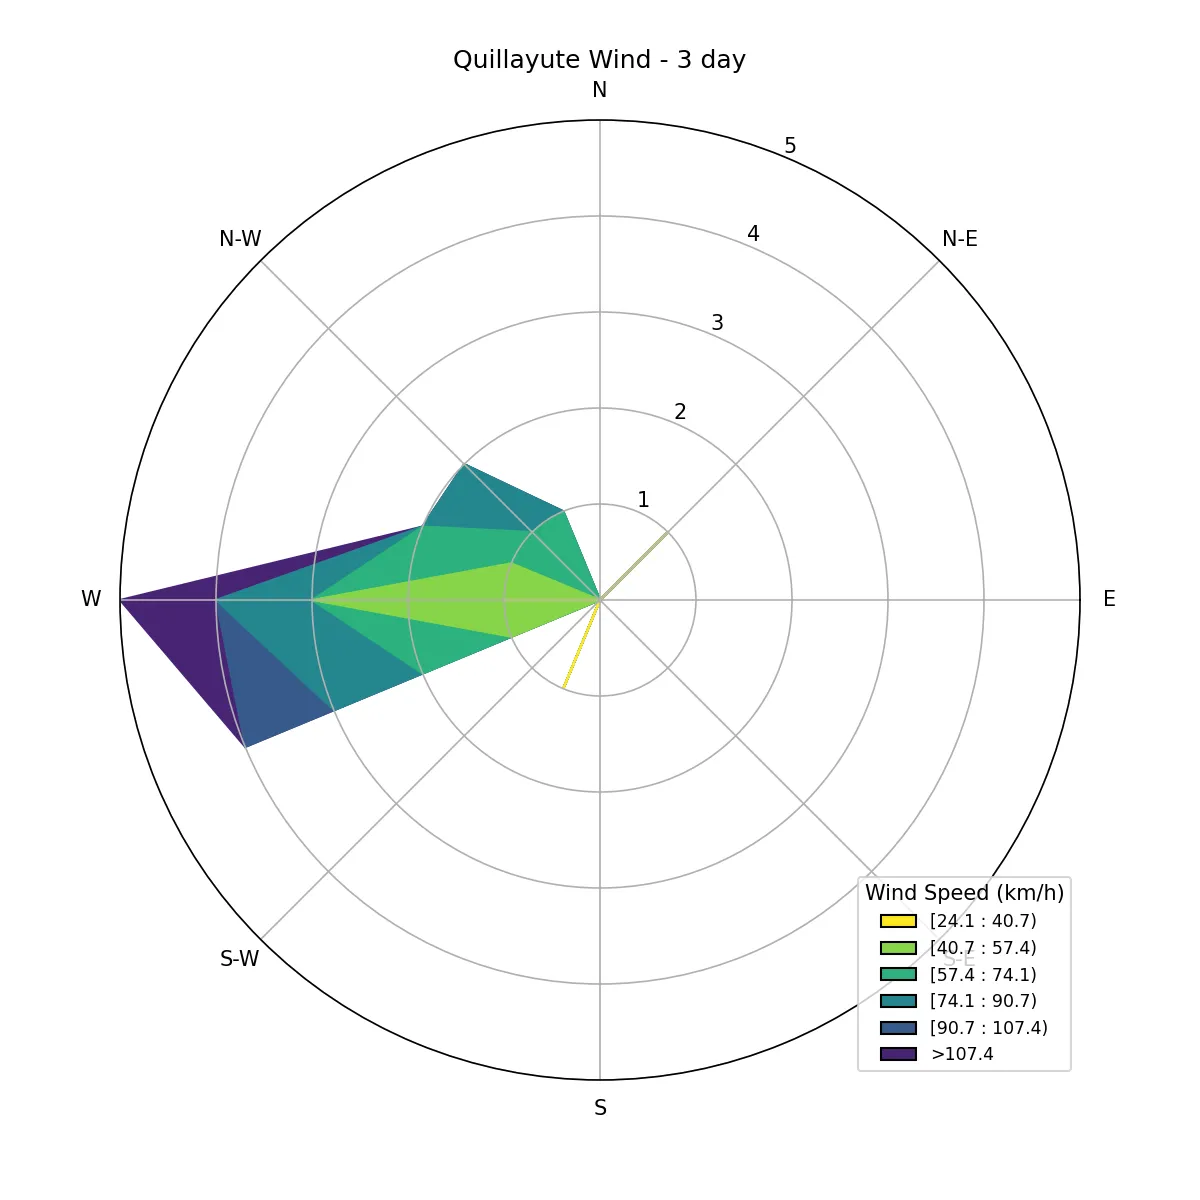 Quillayute Wind - 3 day
N
5
N-W
4
N-E
3
2
1
W
E
S-W
S-E
S
Wind Speed (km/h)
[24.1 : 40.7)
[40.7 : 57.4)
[57.4 : 74.1)
[74.1 : 90.7)
[90.7 : 107.4)
>107.4